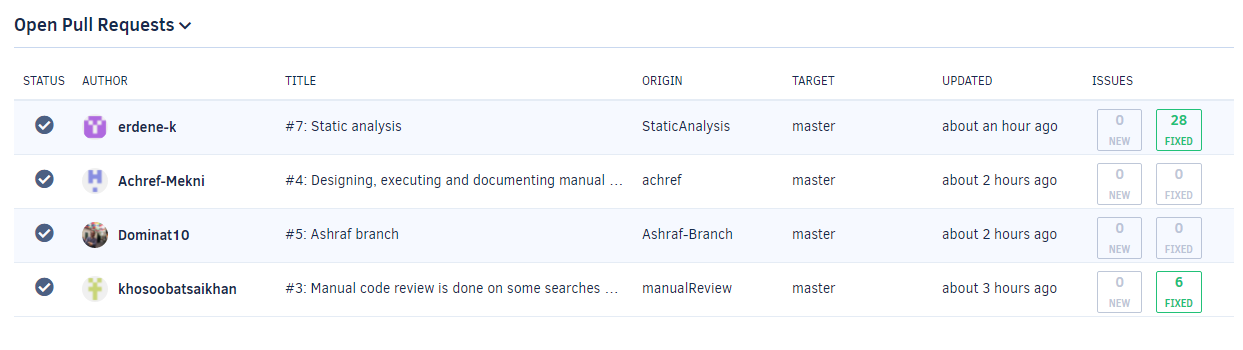 Open Pull Requests
STATUS AUTHOR TITLE ORIGIN TARGET UPDATED ISSUES
erdene-k #7: Static analysis StaticAnalysis master about an hour ago 0 NEW 28 FIXED
Achref-Mekni #4: Designing, executing and documenting manual ... achref master about 2 hours ago 0 NEW 0 FIXED
Dominat10 #5: Ashraf branch Ashraf-Branch master about 2 hours ago 0 NEW 0 FIXED
khosoobatsaikhan #3: Manual code review is done on some searches ... manualReview master about 3 hours ago 0 NEW 6 FIXED